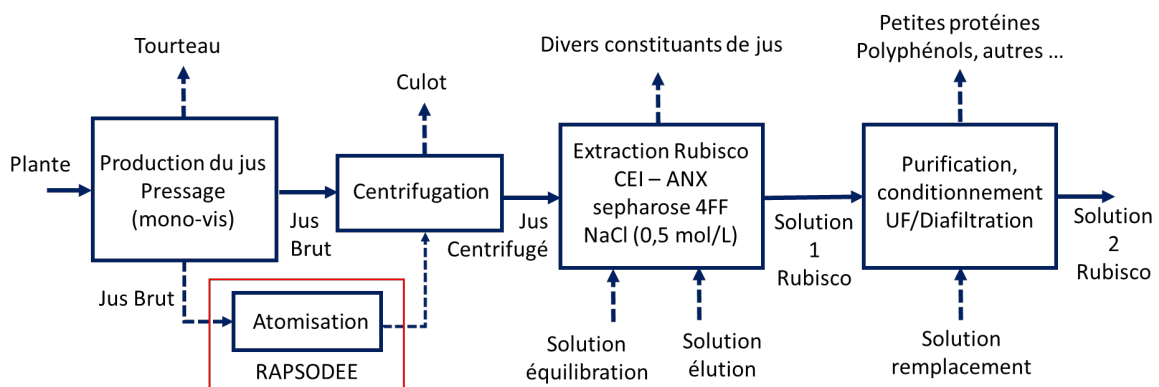 Tourteau
Culot
Divers constituants de jus
Petites protéines
Polyphénols, autres ...
Plante
Production du jus
Pressage
(mono-vis)
Jus
Brut
Centrifugation
Jus
Centrifugé
Extraction Rubisco
CEI – ANX
sepharose 4FF
NaCl (0,5 mol/L)
Solution
1
Rubisco
Purification,
conditionnement
UF/Diafiltration
Solution
2
Rubisco
Jus Brut
Atomisation
RAPSODEE
Solution
équilibration
Solution
élution
Solution
remplacement